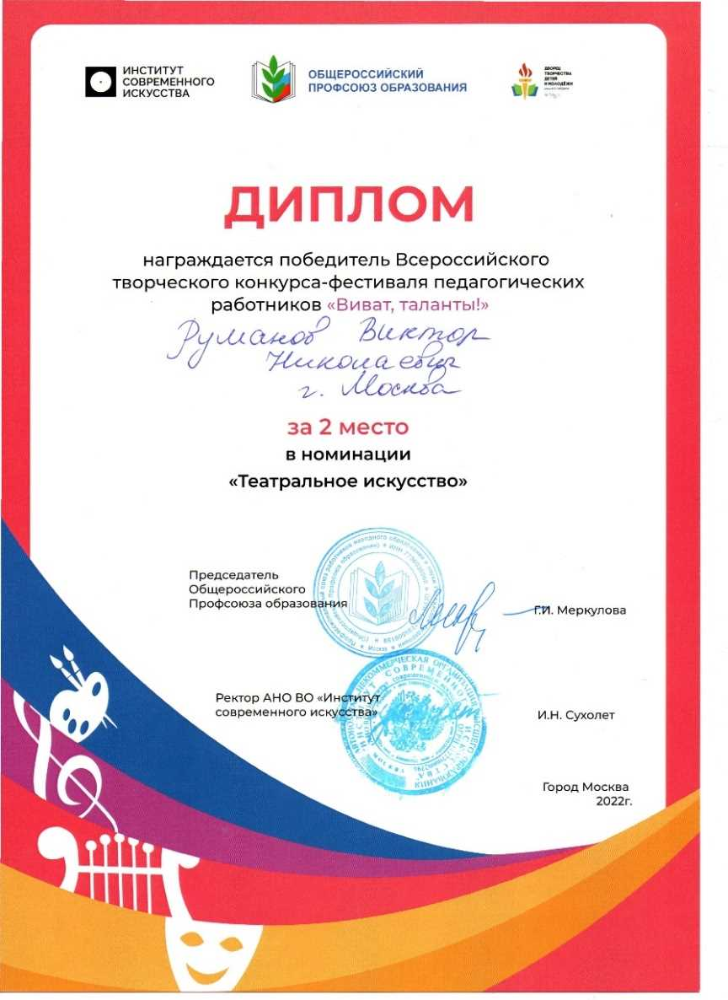 ИНСТИТУТ
СОВРЕМЕННОГО
ИСКУССТВА
ОБЩЕРОССИЙСКИЙ
ПРОФСОЮЗ ОБРАЗОВАНИЯ
ДВОРЕЦ
ТВОРЧЕСТВА
ДЕТЕЙ
И МОЛОДЁЖИ
ДИПЛОМ
награждается победитель Всероссийского
творческого конкурса-фестиваля педагогических
работников «Виват, таланты!»
Руманов Виктор
Николаевич
г. Москва
за 2 место
в номинации
«Театральное искусство»
Председатель
Общероссийского
Профсоюза образования
Г.И. Меркулова
Ректор АНО ВО «Институт
современного искусства»
И.Н. Сухолет
Город Москва
2022г.